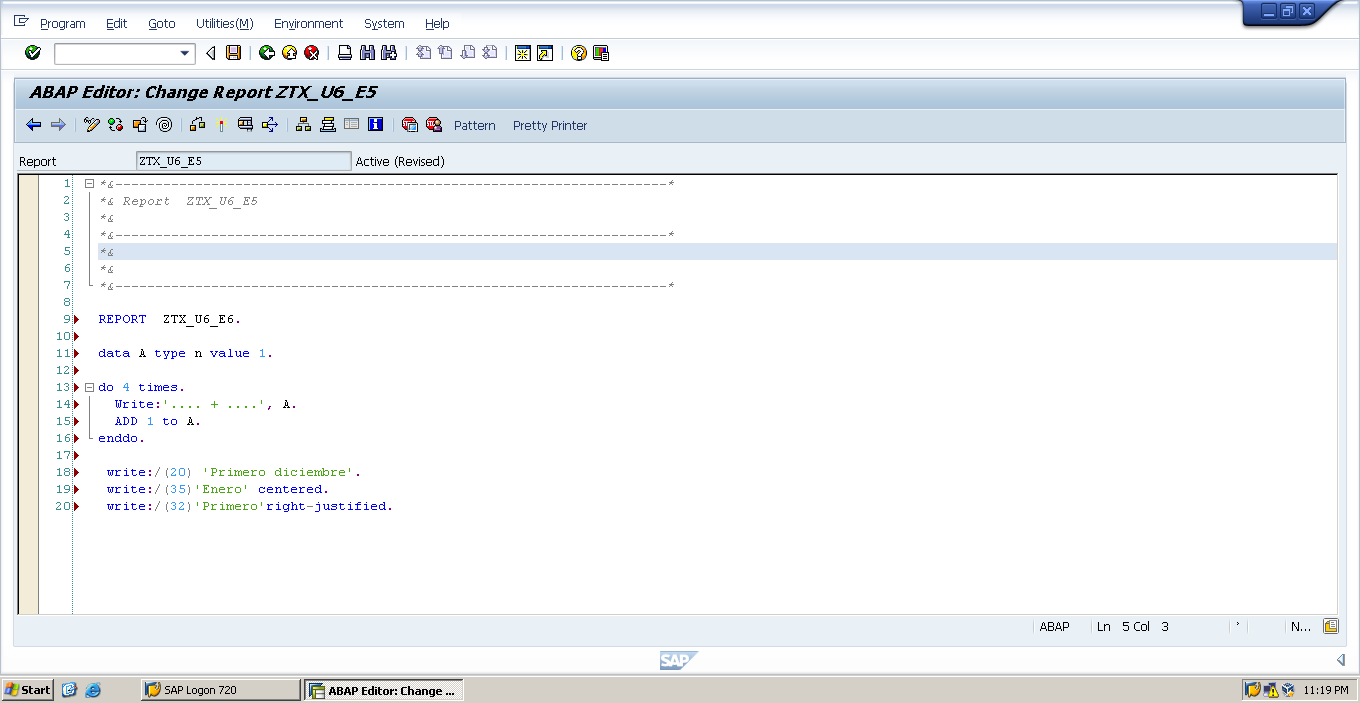 Program Edit Goto Utilities(M) Environment System Help
ABAP Editor: Change Report ZTX_U6_E5
Pattern Pretty Printer
Report ZTX_U6_E5 Active (Revised)
1 *&---------------------------------------------------------------------*
2 *& Report  ZTX_U6_E5
3 *&
4 *&---------------------------------------------------------------------*
5 *&
6 *&
7 *&---------------------------------------------------------------------*
8
9 REPORT  ZTX_U6_E6.
10
11 data A type n value 1.
12
13 do 4 times.
14   Write:'.... + ....', A.
15   ADD 1 to A.
16 enddo.
17
18  write:/(20) 'Primero diciembre'.
19  write:/(35)'Enero' centered.
20  write:/(32)'Primero'right-justified.
ABAP Ln 5 Col 3 * N...
SAP
Start SAP Logon 720 ABAP Editor: Change ... 11:19 PM